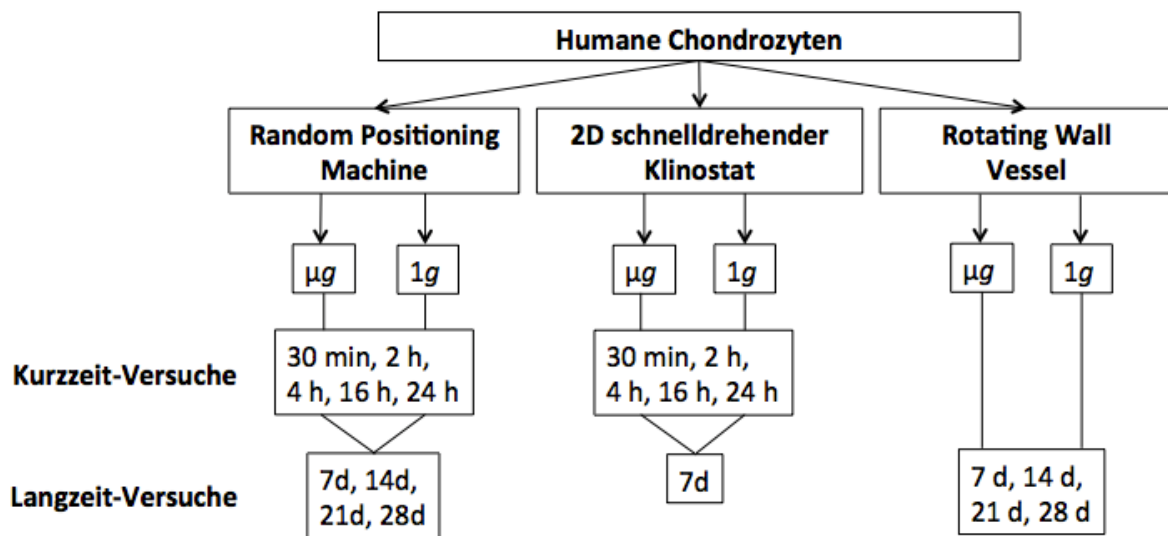 Humane Chondrozyten
Random Positioning
Machine
2D schnelldrehender
Klinostat
Rotating Wall
Vessel
µg
1g
µg
1g
µg
1g
Kurzzeit-Versuche
30 min, 2 h,
4 h, 16 h, 24 h
30 min, 2 h,
4 h, 16 h, 24 h
Langzeit-Versuche
7d, 14d,
21d, 28d
7d
7 d, 14 d,
21 d, 28 d